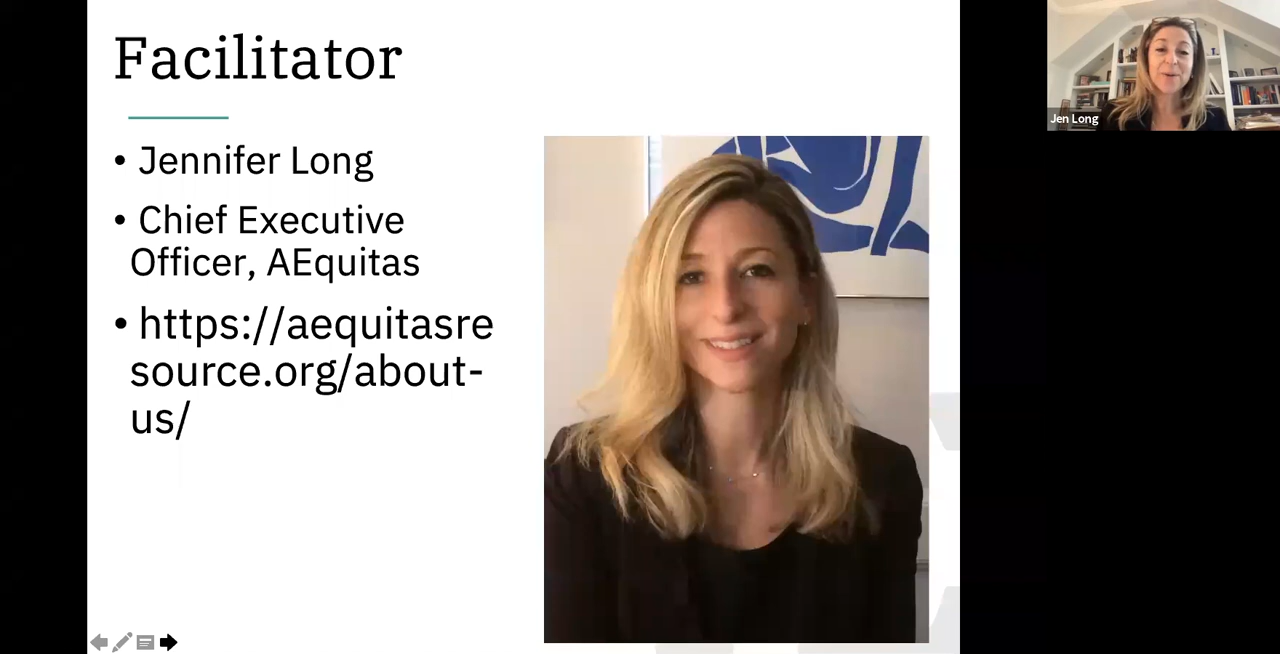 Facilitator
• Jennifer Long
• Chief Executive
Officer, AEquitas
• https://aequitasre
source.org/about-
us/
Jen Long